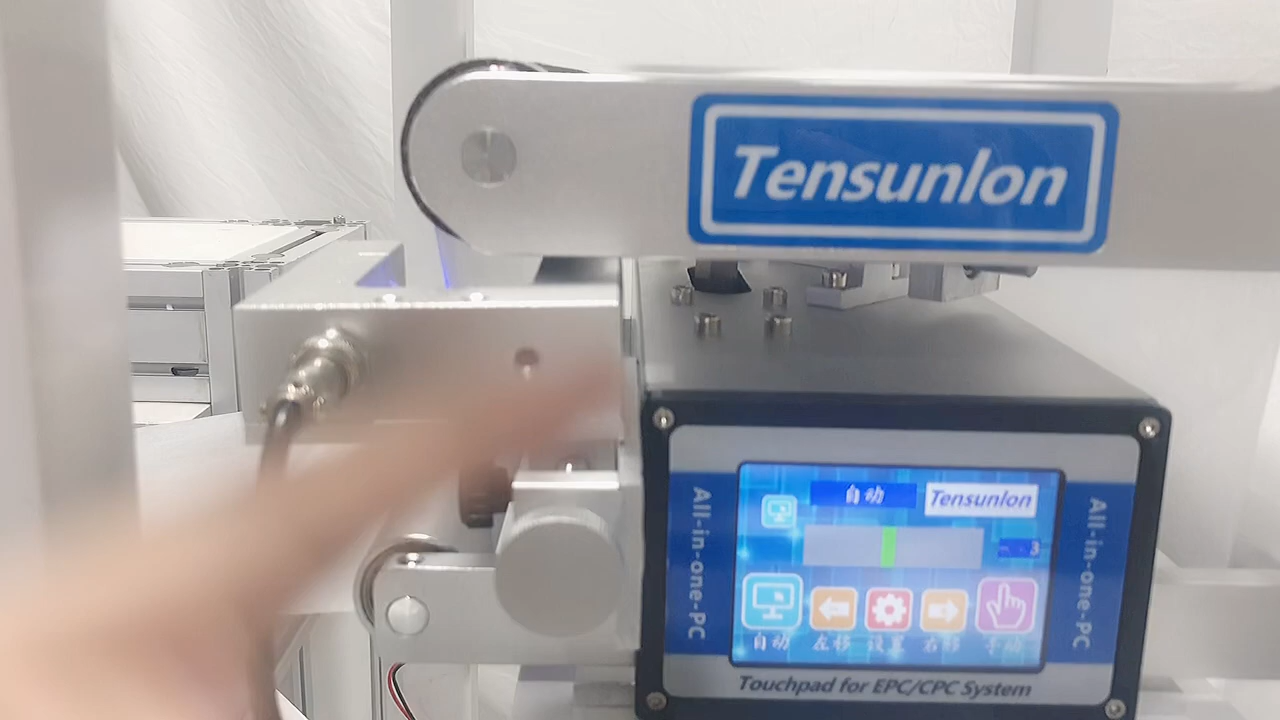 Tensunlon
自动
Tensunlon
3
All-in-one-PC
All-in-one-PC
自动
左移
设置
右移
手动
Touchpad for EPC/CPC System